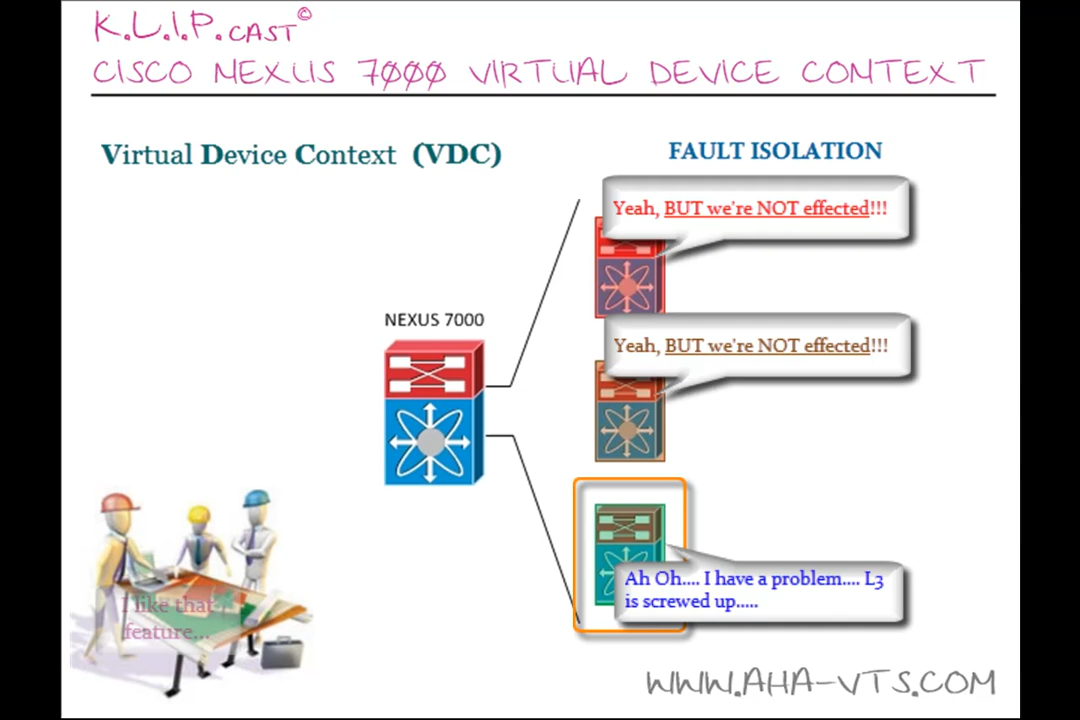 K.L.I.P.CAST©
CISCO NEXUS 7000 VIRTUAL DEVICE CONTEXT
Virtual Device Context (VDC)
FAULT ISOLATION
Yeah, BUT we're NOT effected!!!
NEXUS 7000
Yeah, BUT we're NOT effected!!!
Ah Oh.... I have a problem.... L3
is screwed up.....
I like that
feature...
WWW.AHA-VTS.COM